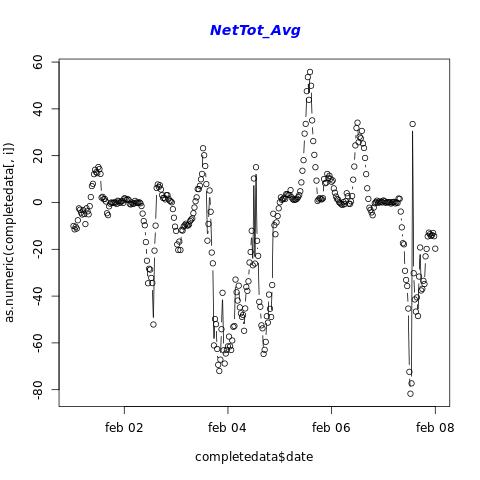 NetTot_Avg
as.numeric(completedata[, i])
60
40
20
0
-20
-40
-60
-80
feb 02 feb 04 feb 06 feb 08
completedata$date